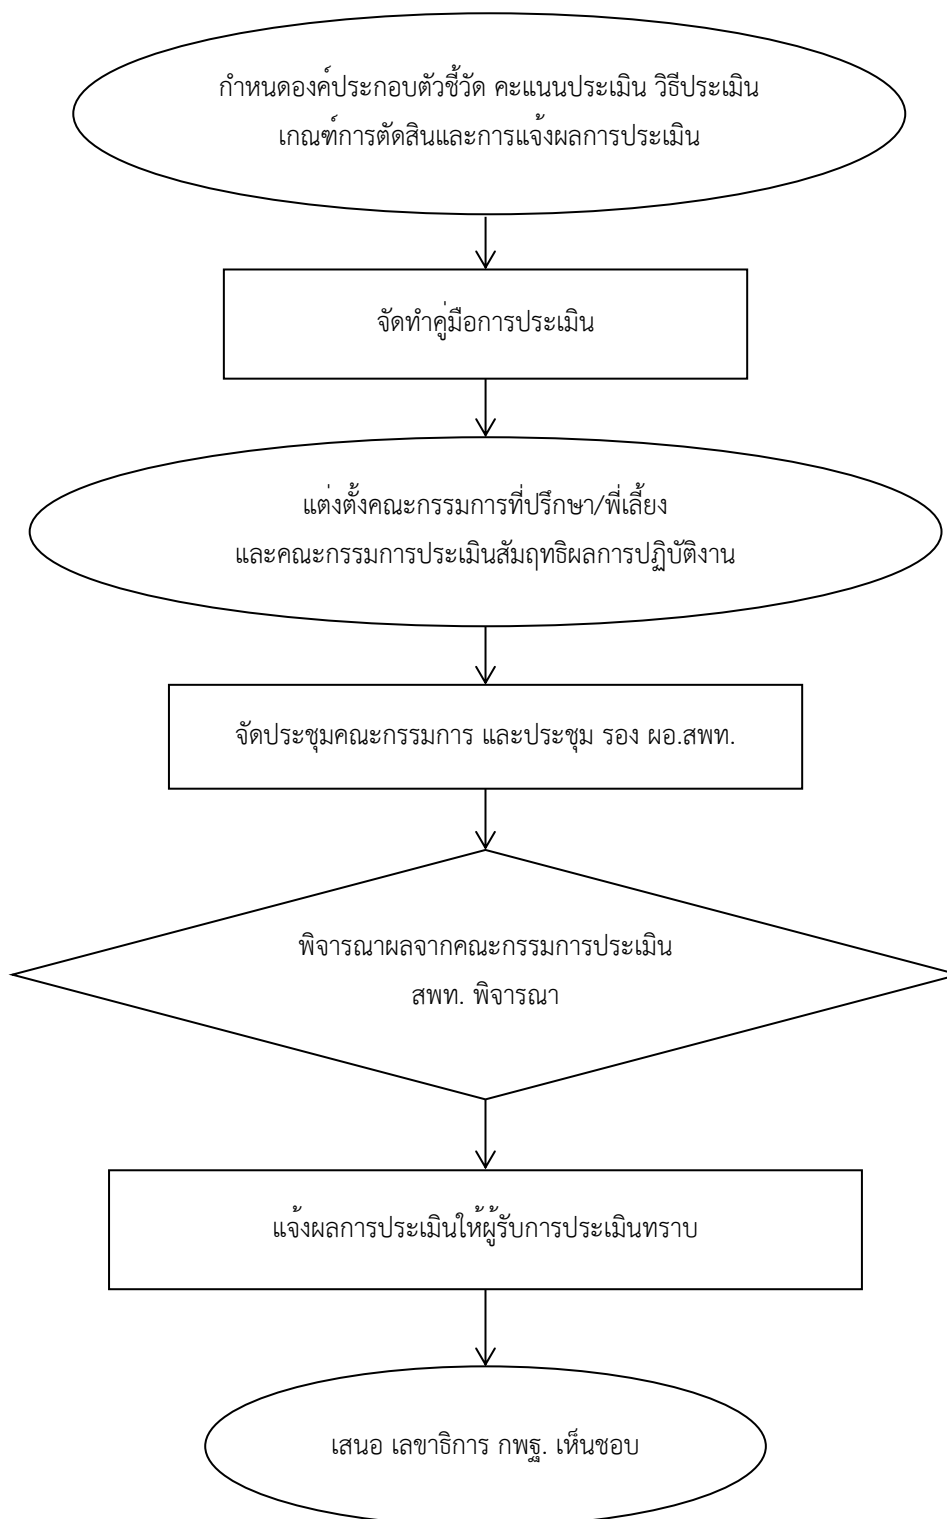 กำหนดองค์ประกอบตัวชี้วัด คะแนนประเมิน วิธีประเมิน
เกณฑ์การตัดสินและการแจ้งผลการประเมิน
จัดทำคู่มือการประเมิน
แต่งตั้งคณะกรรมการที่ปรึกษา/พี่เลี้ยง
และคณะกรรมการประเมินสัมฤทธิผลการปฏิบัติงาน
จัดประชุมคณะกรรมการ และประชุม รอง ผอ.สพท.
พิจารณาผลจากคณะกรรมการประเมิน
สพท. พิจารณา
แจ้งผลการประเมินให้ผู้รับการประเมินทราบ
เสนอ เลขาธิการ กพฐ. เห็นชอบ